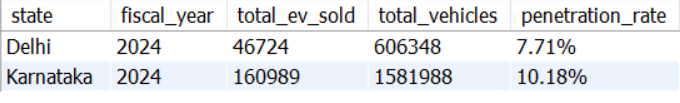 state fiscal_year total_ev_sold total_vehicles penetration_rate
Delhi 2024 46724 606348 7.71%
Karnataka 2024 160989 1581988 10.18%